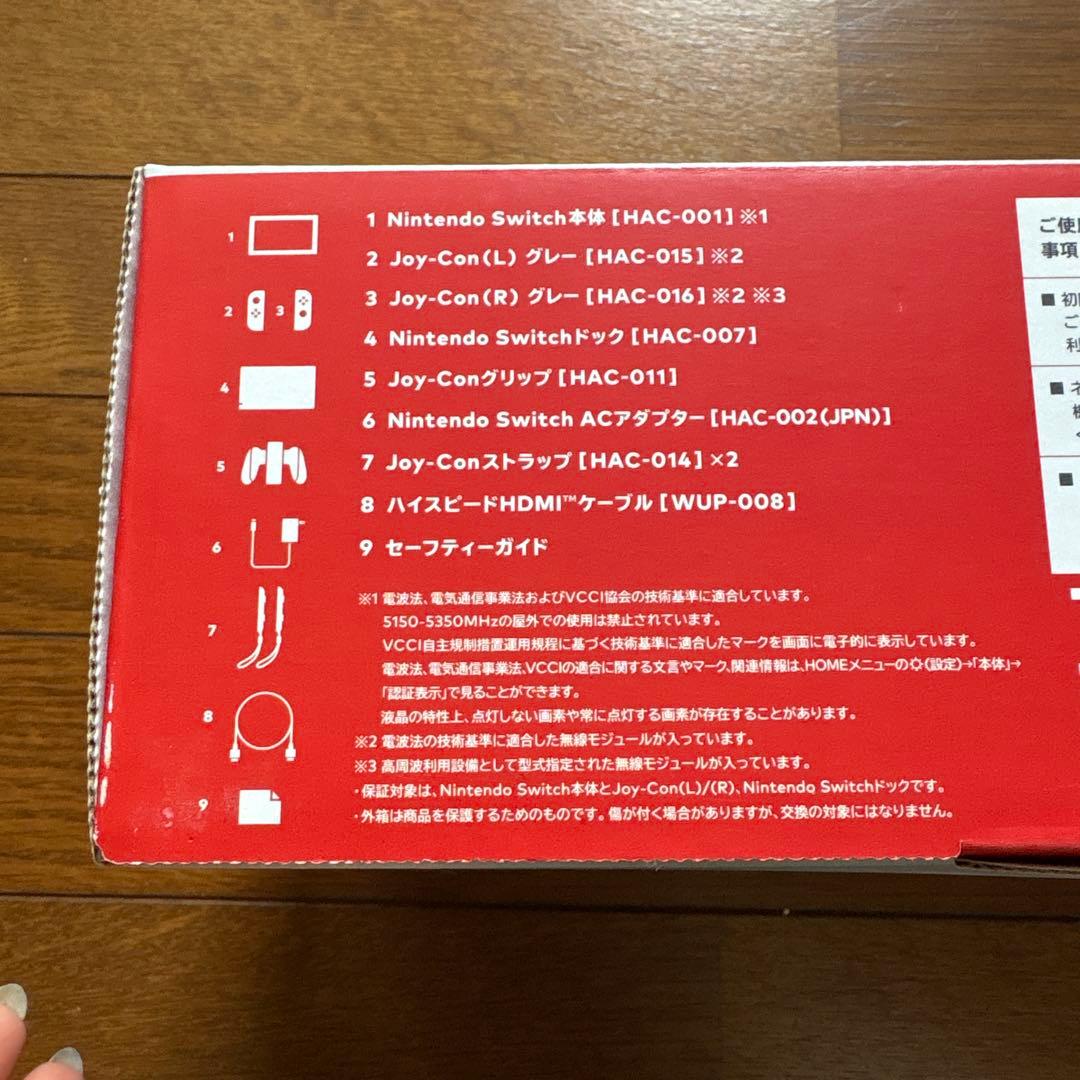 1 Nintendo Switch本体[HAC-001]※1
2 Joy-Con(L) グレー[HAC-015]※2
3 Joy-Con(R) グレー[HAC-016]※2 ※3
4 Nintendo Switchドック[HAC-007]
5 Joy-Conグリップ[HAC-011]
6 Nintendo Switch ACアダプター[HAC-002(JPN)]
7 Joy-Conストラップ[HAC-014]×2
8 ハイスピードHDMI™ケーブル[WUP-008]
9 セーフティーガイド
1
2 3
4
5
6
7
8
9
※1 電波法、電気通信事業法およびVCCI協会の技術基準に適合しています。
5150-5350MHzの屋外での使用は禁止されています。
VCCI自主規制措置運用規程に基づく技術基準に適合したマークを画面に電子的に表示しています。
電波法、電気通信事業法、VCCIの適合に関する文言やマーク、関連情報は、HOMEメニューの(設定)→「本体」→
「認証表示」で見ることができます。
液晶の特性上、点灯しない画素や常に点灯する画素が存在することがあります。
※2 電波法の技術基準に適合した無線モジュールが入っています。
※3 高周波利用設備として型式指定された無線モジュールが入っています。
・保証対象は、Nintendo Switch本体とJoy-Con(L)/(R)、Nintendo Switchドックです。
・外箱は商品を保護するためのものです。傷が付く場合がありますが、交換の対象にはなりません。
ご使
事項
■ 初
ご
利
■ ネ